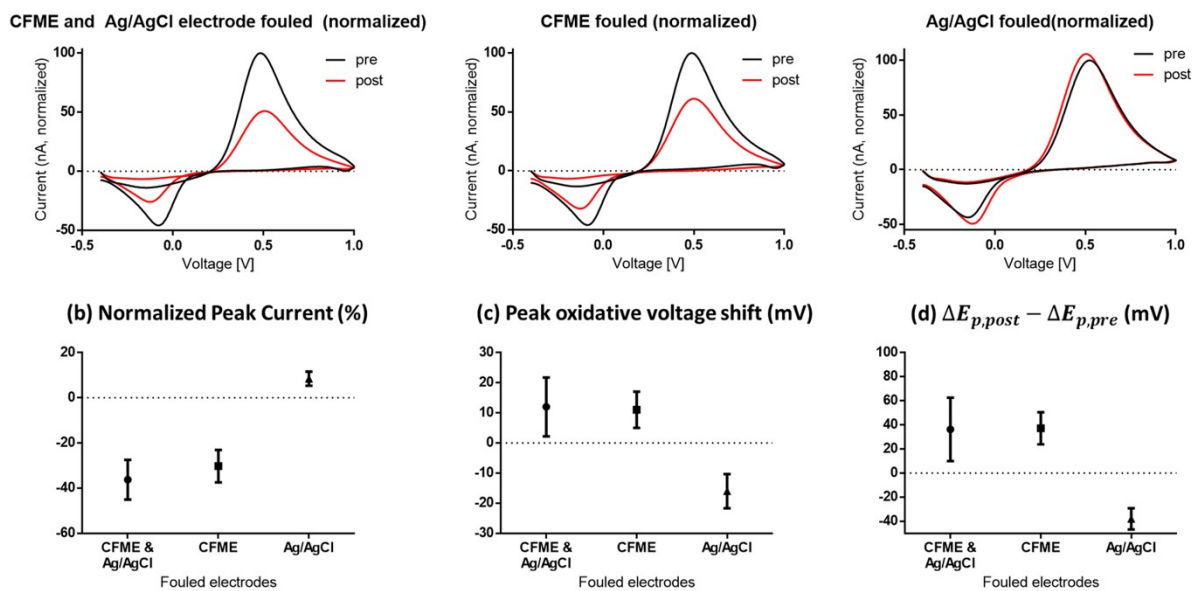 CFME and Ag/AgCl electrode fouled (normalized)
CFME fouled (normalized)
Ag/AgCl fouled(normalized)
Current (nA, normalized)
100
50
0
-50
-0.5
0.0
0.5
1.0
Voltage [V]
pre
post
Current (nA, normalized)
100
50
0
-50
-0.5
0.0
0.5
1.0
Voltage [V]
pre
post
Current (nA, normalized)
100
50
0
-50
-0.5
0.0
0.5
1.0
Voltage [V]
pre
post
(b) Normalized Peak Current (%)
20
0
-20
-40
-60
CFME &
Ag/AgCl
CFME
Ag/AgCl
Fouled electrodes
(c) Peak oxidative voltage shift (mV)
30
20
10
0
-10
-20
-30
CFME &
Ag/AgCl
CFME
Ag/AgCl
Fouled electrodes
(d) ΔE_{p,post} − ΔE_{p,pre} (mV)
100
80
60
40
20
0
-20
-40
CFME &
Ag/AgCl
CFME
Ag/AgCl
Fouled electrodes